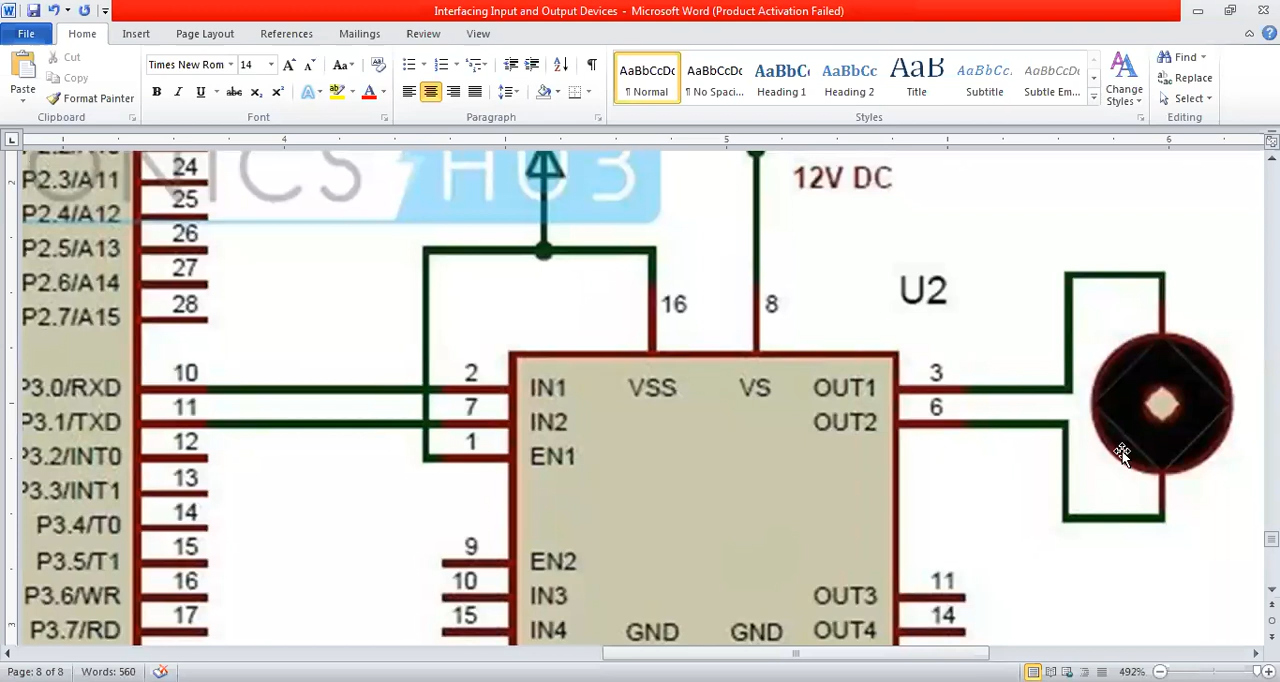 Interfacing Input and Output Devices - Microsoft Word (Product Activation Failed)
File Home Insert Page Layout References Mailings Review View
Paste
Cut
Copy
Format Painter
Clipboard
Times New Rom 14
Font
Paragraph
AaBbCcDc AaBbCcDc AaBbC( AaBbCc AaB AaBbCc. AaBbCcDc
¶ Normal ¶ No Spaci... Heading 1 Heading 2 Title Subtitle Subtle Em...
Change
Styles
Styles
Find
Replace
Select
Editing
4 5 6
ONICS HUB
P2.3/A11 24
P2.4/A12 25
P2.5/A13 26
P2.6/A14 27
P2.7/A15 28
12V DC
U2
16 8
P3.0/RXD 10 2 IN1 VSS VS OUT1 3
P3.1/TXD 11 7 IN2 OUT2 6
P3.2/INT0 12 1 EN1
P3.3/INT1 13
P3.4/T0 14
P3.5/T1 15 9 EN2
P3.6/WR 16 10 IN3 OUT3 11
P3.7/RD 17 15 IN4 GND GND OUT4 14
Page: 8 of 8 Words: 560 492%